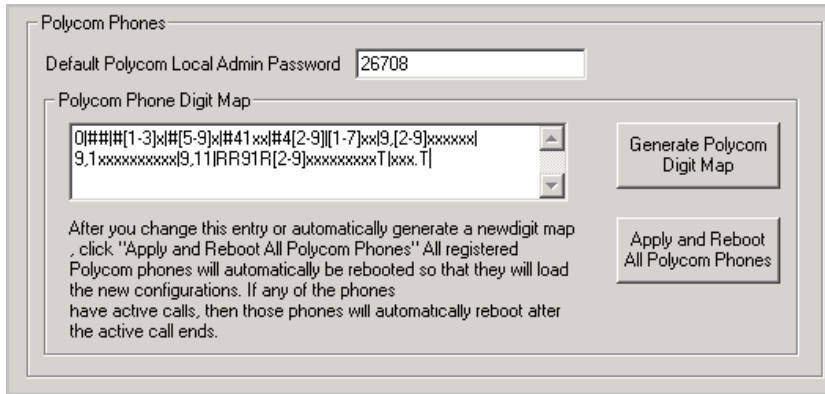 Polycom Phones
Default Polycom Local Admin Password 26708
Polycom Phone Digit Map
0|##|#[1-3]x|#[5-9]x|#41xx|#4[2-9]|[1-7]xx|9,[2-9]xxxxxx|
9,1xxxxxxxxxx|9,11|RR91R[2-9]xxxxxxxxxT|xxx.T|
Generate Polycom
Digit Map
After you change this entry or automatically generate a newdigit map
, click "Apply and Reboot All Polycom Phones" All registered
Polycom phones will automatically be rebooted so that they will load
the new configurations. If any of the phones
have active calls, then those phones will automatically reboot after
the active call ends.
Apply and Reboot
All Polycom Phones